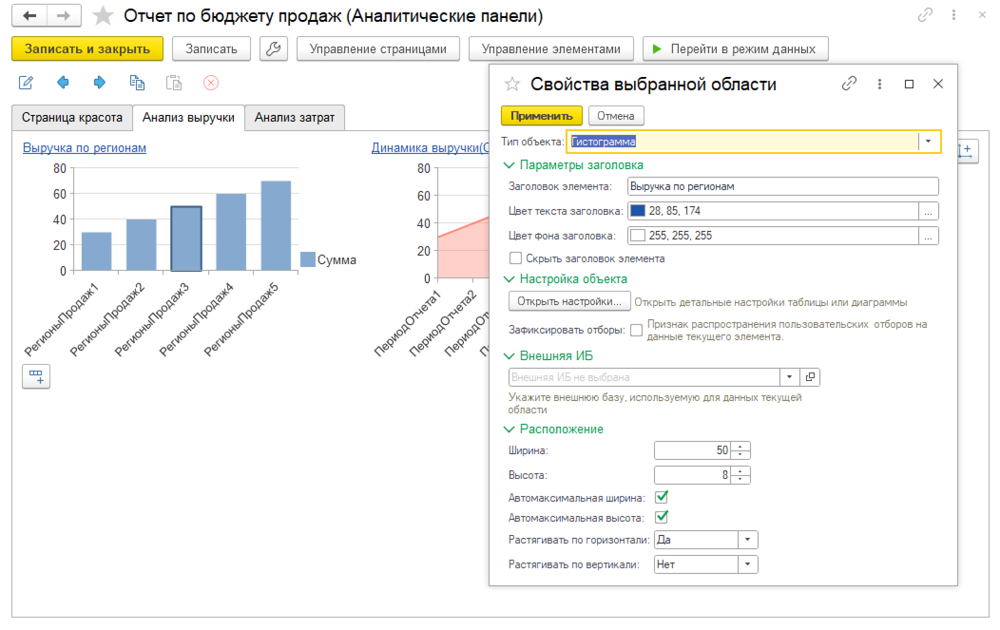 Отчет по бюджету продаж (Аналитические панели)
Записать и закрыть
Записать
Управление страницами
Управление элементами
Перейти в режим данных
Страница красота
Анализ выручки
Анализ затрат
Выручка по регионам
80
60
40
20
0
РегионыПродаж1
РегионыПродаж2
РегионыПродаж3
РегионыПродаж4
РегионыПродаж5
Сумма
Динамика выручки(
80
60
40
20
0
ПериодОтчета1
ПериодОтчета2
Свойства выбранной области
Применить
Отмена
Тип объекта:
Гистограмма
Параметры заголовка
Заголовок элемента:
Выручка по регионам
Цвет текста заголовка:
28, 85, 174
...
Цвет фона заголовка:
255, 255, 255
...
Скрыть заголовок элемента
Настройка объекта
Открыть настройки...
Открыть детальные настройки таблицы или диаграммы
Зафиксировать отборы:
Признак распространения пользовательских отборов на
данные текущего элемента.
Внешняя ИБ
Внешняя ИБ не выбрана
Укажите внешнюю базу, используемую для данных текущей
области
Расположение
Ширина:
50
Высота:
8
Автомаксимальная ширина:
Автомаксимальная высота:
Растягивать по горизонтали:
Да
Растягивать по вертикали:
Нет